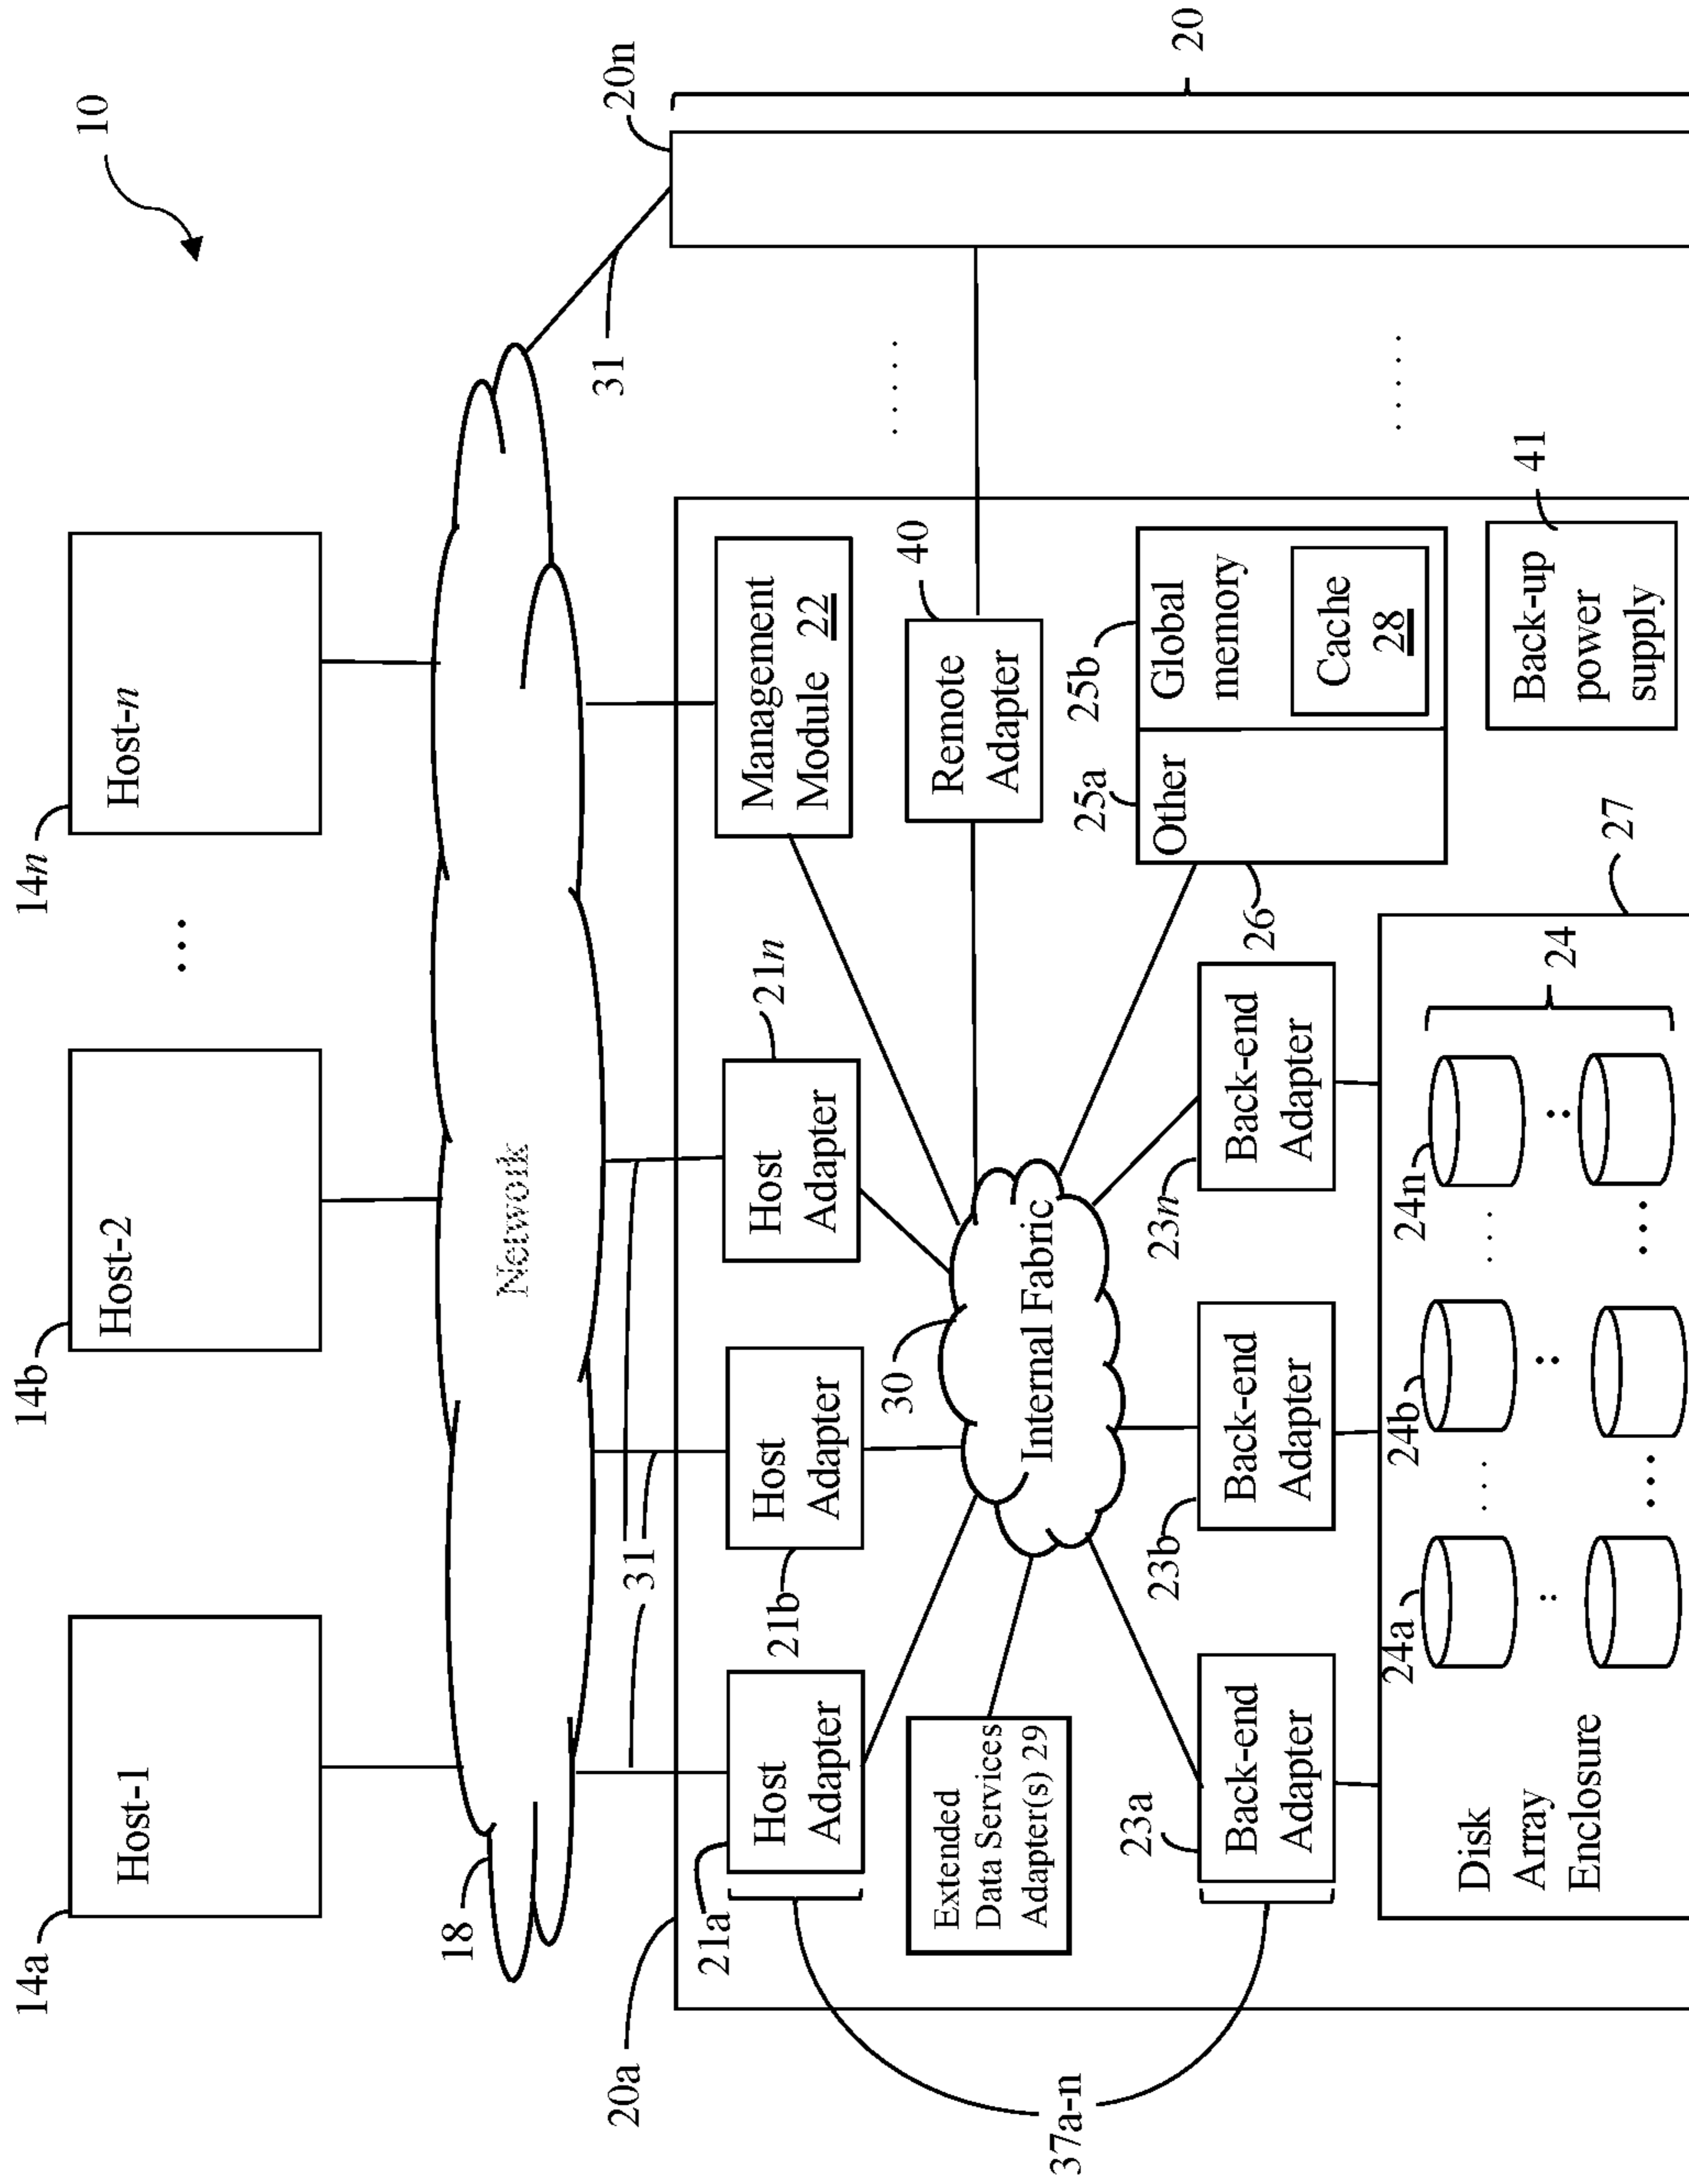 10
14a
Host-1
14b
Host-2
14n
Host-n
...
18
Network
31
20n
20
20a
31
21a
Host
Adapter
21b
Host
Adapter
21n
Host
Adapter
Management
Module 22
Extended
Data Services
Adapter(s) 29
30
Internal Fabric
Remote
Adapter
40
.....
37a-n
23a
Back-end
Adapter
23b
Back-end
Adapter
23n
Back-end
Adapter
26
25a
Other
25b
Global
memory
Cache
28
.....
27
Disk
Array
Enclosure
24a
24b
24n
24
...
...
...
...
Back-up
power
supply
41